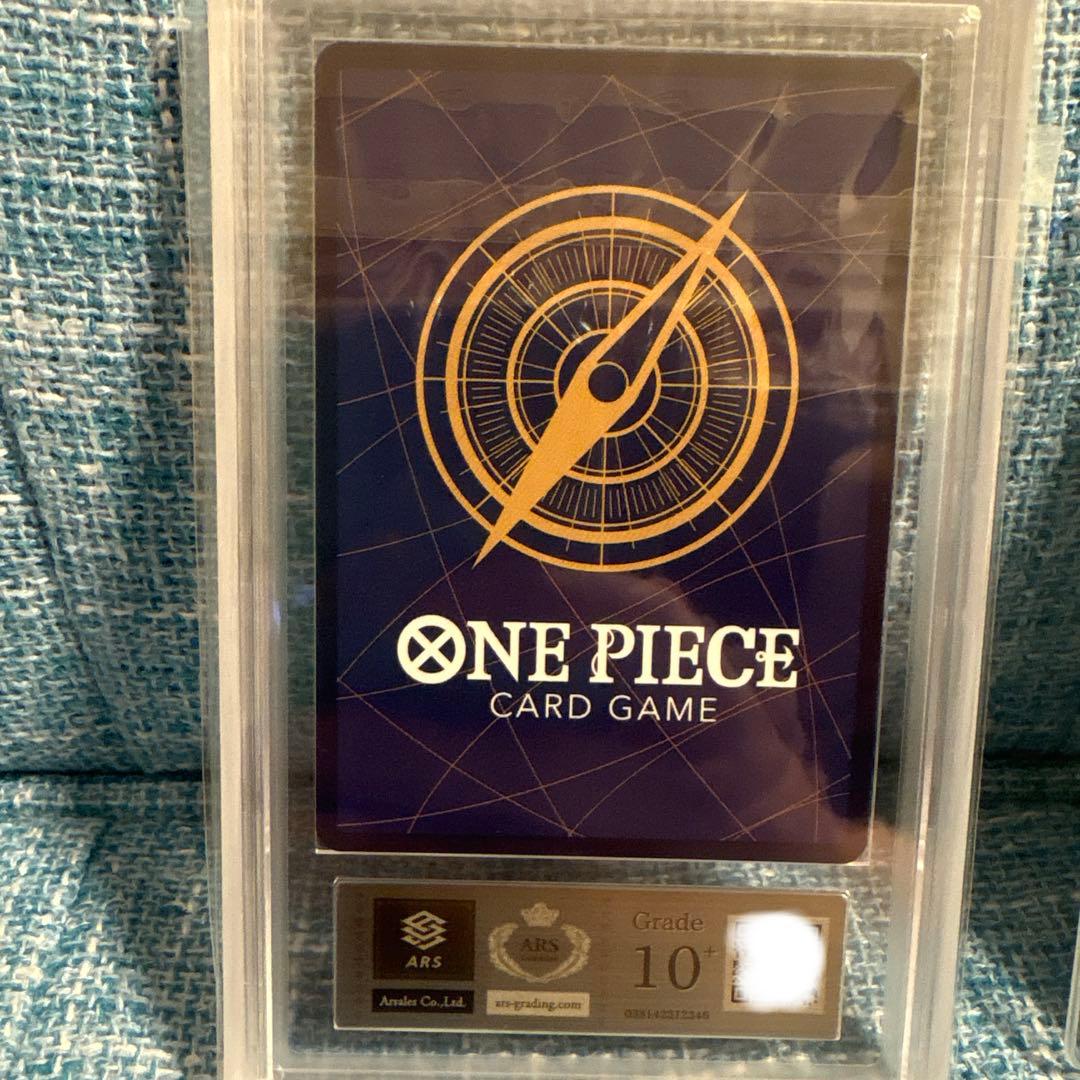 ONE PIECE
CARD GAME
ARS
Arvales Co.,Ltd.
ARS
ars-grading.com
Grade
10+